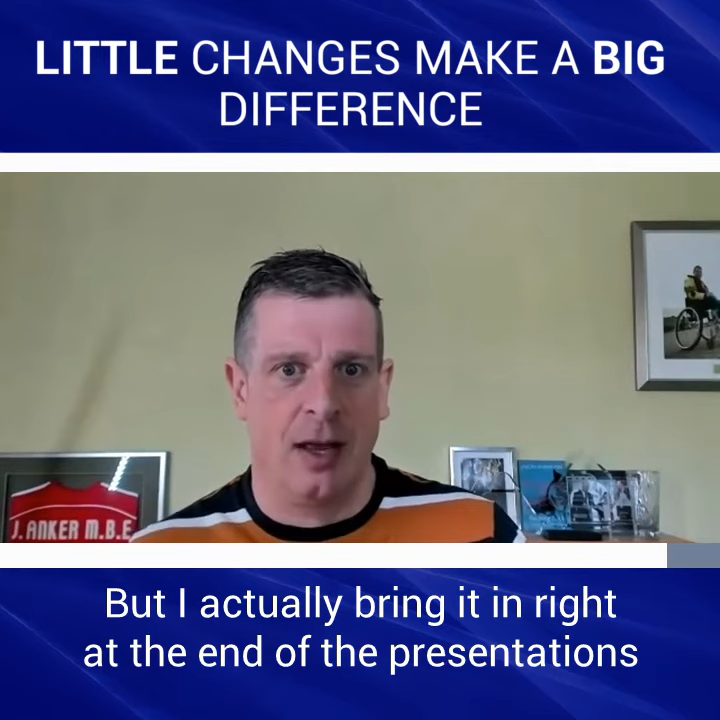 LITTLE CHANGES MAKE A BIG
DIFFERENCE
J. ANKER M.B.E
But I actually bring it in right
at the end of the presentations